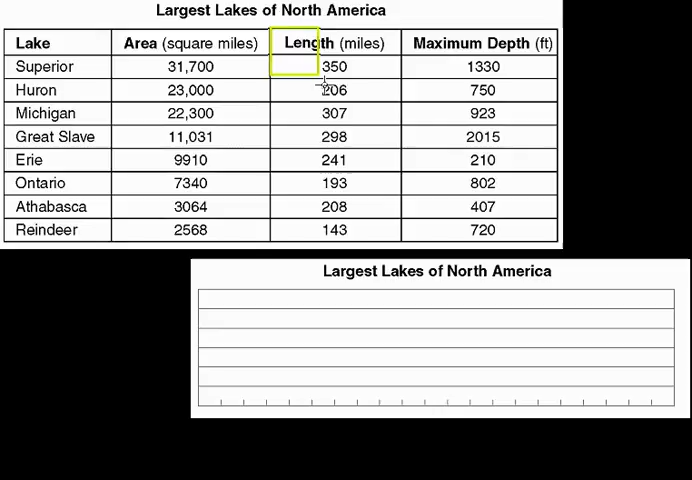 Largest Lakes of North America
Lake Area (square miles) Length (miles) Maximum Depth (ft)
Superior 31,700 350 1330
Huron 23,000 206 750
Michigan 22,300 307 923
Great Slave 11,031 298 2015
Erie 9910 241 210
Ontario 7340 193 802
Athabasca 3064 208 407
Reindeer 2568 143 720
Largest Lakes of North America